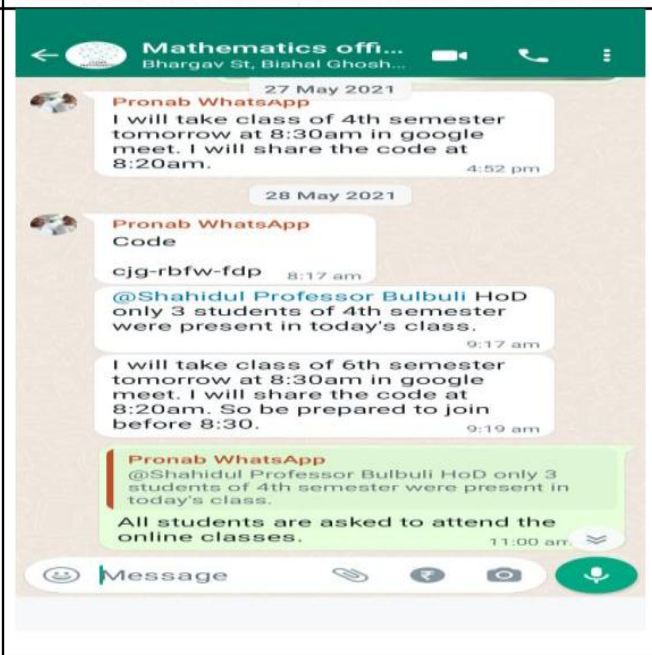 Mathematics offi...
Bhargav St, Bishal Ghosh...
27 May 2021
Pronab WhatsApp
I will take class of 4th semester
tomorrow at 8:30am in google
meet. I will share the code at
8:20am.
4:52 pm
28 May 2021
Pronab WhatsApp
Code
cjg-rbfw-fdp 8:17 am
@Shahidul Professor Bulbuli HoD
only 3 students of 4th semester
were present in today's class.
9:17 am
I will take class of 6th semester
tomorrow at 8:30am in google
meet. I will share the code at
8:20am. So be prepared to join
before 8:30. 9:19 am
Pronab WhatsApp
@Shahidul Professor Bulbuli HoD only 3
students of 4th semester were present in
today's class.
All students are asked to attend the
online classes. 11:00 am
Message